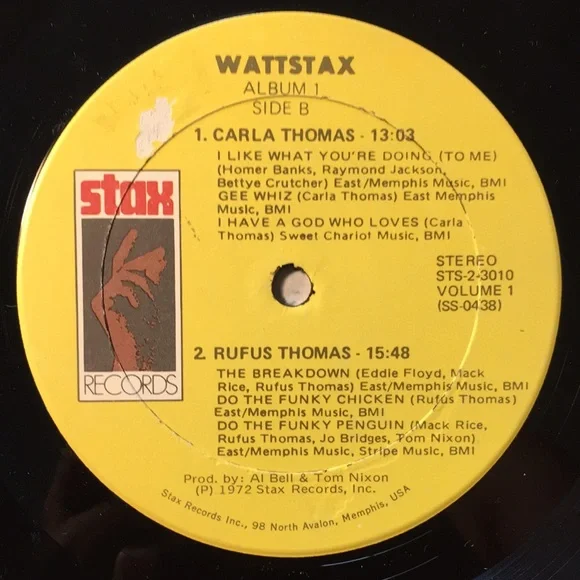 WATTSTAX
ALBUM 1
SIDE B
1. CARLA THOMAS - 13:03
I LIKE WHAT YOU'RE DOING (TO ME)
(Homer Banks, Raymond Jackson,
Bettye Crutcher) East/Memphis Music, BMI
GEE WHIZ (Carla Thomas) East Memphis
Music, BMI
I HAVE A GOD WHO LOVES (Carla
Thomas) Sweet Chariot Music, BMI
stax
RECORDS
STEREO
STS-2-3010
VOLUME 1
(SS-0438)
2. RUFUS THOMAS - 15:48
THE BREAKDOWN (Eddie Floyd, Mack
Rice, Rufus Thomas) East/Memphis Music, BMI
DO THE FUNKY CHICKEN (Rufus Thomas)
East/Memphis Music, BMI
DO THE FUNKY PENGUIN (Mack Rice,
Rufus Thomas, Jo Bridges, Tom Nixon)
East/Memphis Music, Stripe Music, BMI
Prod. by: Al Bell & Tom Nixon
(P) 1972 Stax Records, Inc.
Stax Records Inc., 98 North Avalon, Memphis, USA